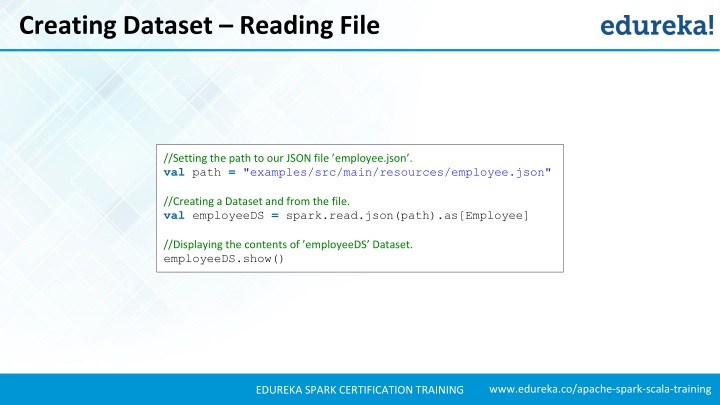 Creating Dataset – Reading File
edureka!
//Setting the path to our JSON file ’employee.json’.
val path = "examples/src/main/resources/employee.json"
//Creating a Dataset and from the file.
val employeeDS = spark.read.json(path).as[Employee]
//Displaying the contents of ’employeeDS’ Dataset.
employeeDS.show()
EDUREKA SPARK CERTIFICATION TRAINING
www.edureka.co/apache-spark-scala-training